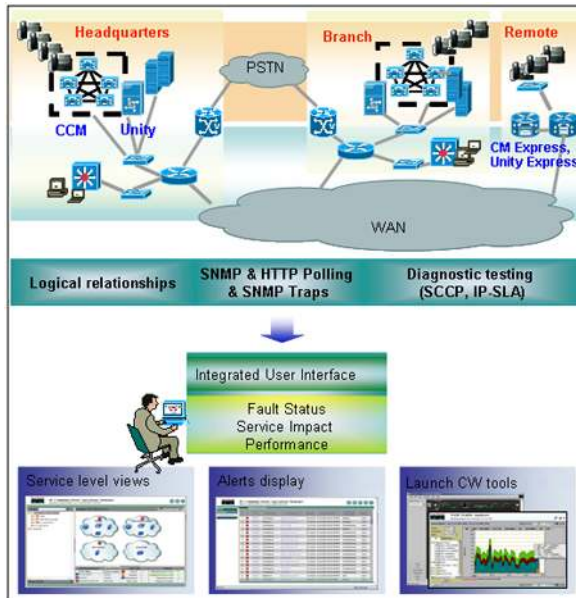 Headquarters
Branch
Remote
PSTN
CCM
Unity
CM Express,
Unity Express
WAN
Logical relationships
SNMP & HTTP Polling
& SNMP Traps
Diagnostic testing
(SCCP, IP-SLA)
Integrated User Interface
Fault Status
Service Impact
Performance
Service level views
Alerts display
Launch CW tools